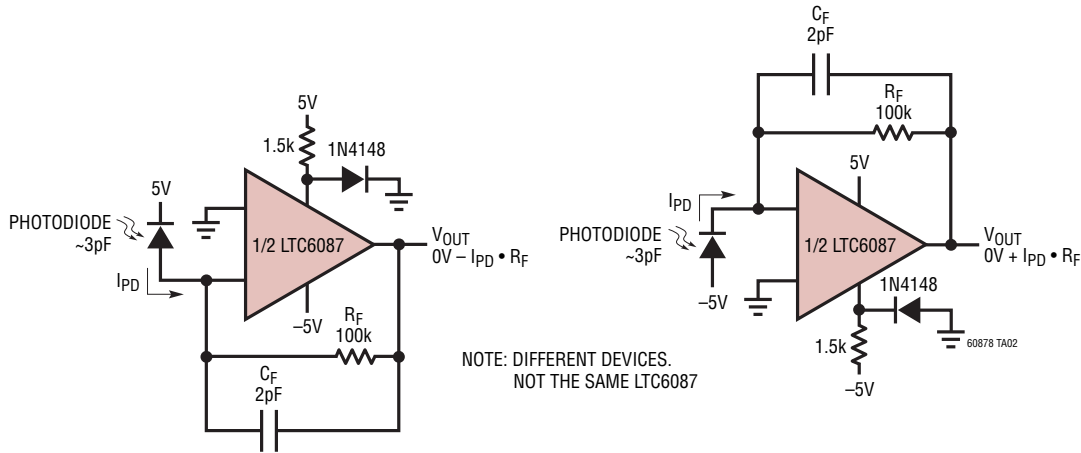 5V
1.5k
1N4148
5V
PHOTODIODE
~3pF
1/2 LTC6087
VOUT
0V – IPD • RF
IPD
–5V
RF
100k
CF
2pF
NOTE: DIFFERENT DEVICES.
NOT THE SAME LTC6087
CF
2pF
RF
100k
5V
IPD
PHOTODIODE
~3pF
1/2 LTC6087
VOUT
0V + IPD • RF
–5V
1N4148
1.5k
60878 TA02
–5V